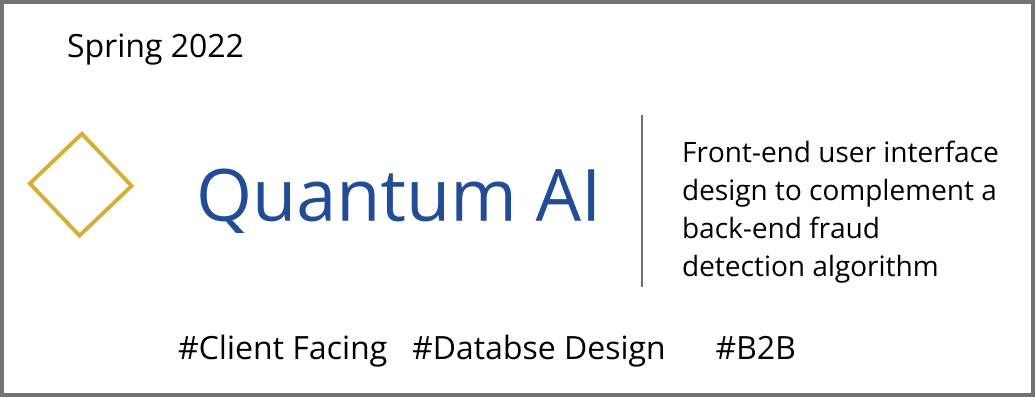 Spring 2022
Quantum AI
Front-end user interface
design to complement a
back-end fraud
detection algorithm
#Client Facing #Databse Design #B2B